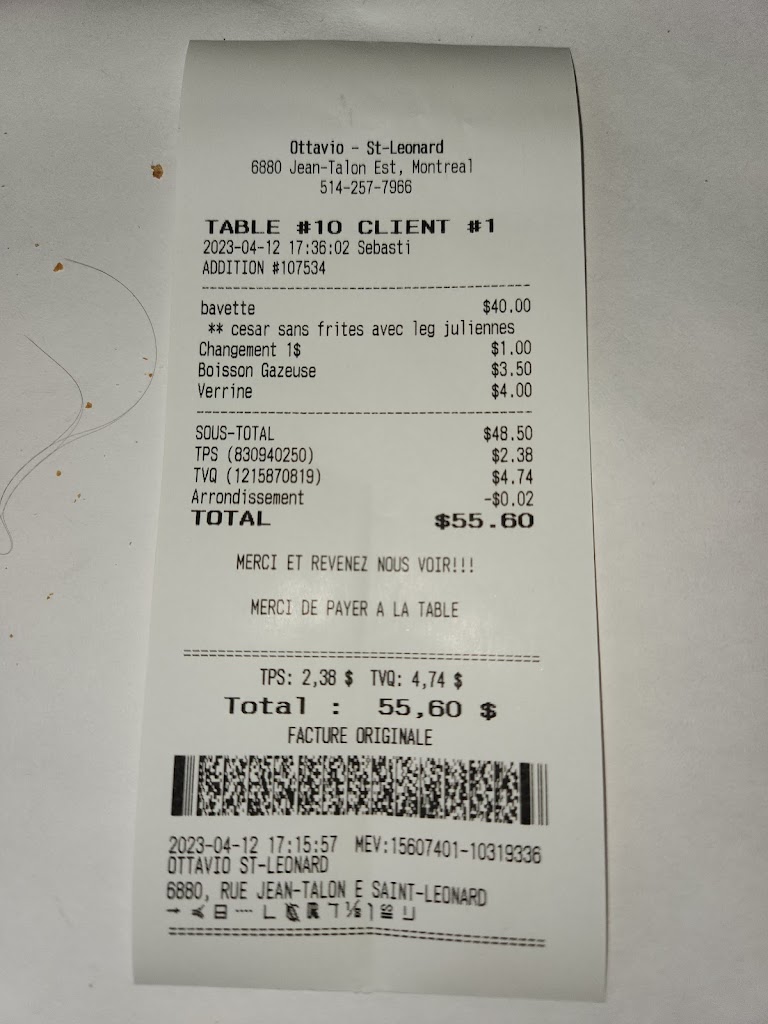 Ottavio - St-Leonard
6880 Jean-Talon Est, Montreal
514-257-7966
TABLE #10 CLIENT #1
2023-04-12 17:36:02 Sebasti
ADDITION #107534
bavette $40.00
** cesar sans frites avec leg juliennes
Changement 1$ $1.00
Boisson Gazeuse $3.50
Verrine $4.00
SOUS-TOTAL $48.50
TPS (830940250) $2.38
TVQ (1215870819) $4.74
Arrondissement -$0.02
TOTAL $55.60
MERCI ET REVENEZ NOUS VOIR!!!
MERCI DE PAYER A LA TABLE
TPS: 2,38 $ TVQ: 4,74 $
Total : 55,60 $
FACTURE ORIGINALE
2023-04-12 17:15:57 MEV:15607401-10319336
OTTAVIO ST-LEONARD
6880, RUE JEAN-TALON E SAINT-LEONARD